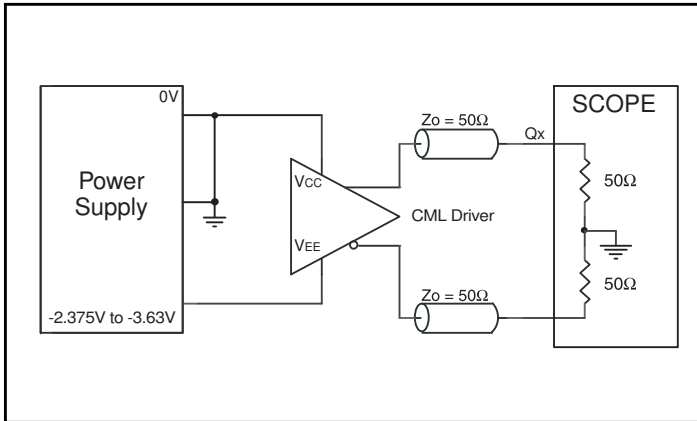 0V
Power
Supply
-2.375V to -3.63V
VCC
VEE
CML Driver
Zo = 50Ω
Qx
Zo = 50Ω
SCOPE
50Ω
50Ω